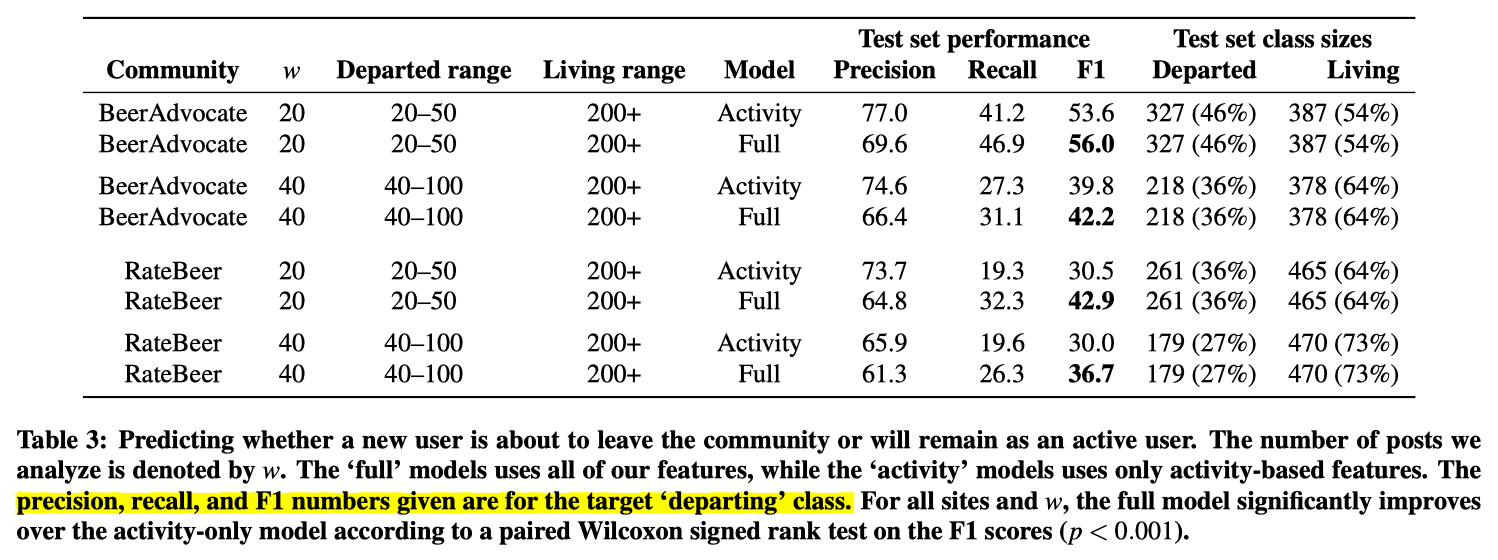 Test set performance Test set class sizes
Community w Departed range Living range Model Precision Recall F1 Departed Living
BeerAdvocate 20 20–50 200+ Activity 77.0 41.2 53.6 327 (46%) 387 (54%)
BeerAdvocate 20 20–50 200+ Full 69.6 46.9 56.0 327 (46%) 387 (54%)
BeerAdvocate 40 40–100 200+ Activity 74.6 27.3 39.8 218 (36%) 378 (64%)
BeerAdvocate 40 40–100 200+ Full 66.4 31.1 42.2 218 (36%) 378 (64%)
RateBeer 20 20–50 200+ Activity 73.7 19.3 30.5 261 (36%) 465 (64%)
RateBeer 20 20–50 200+ Full 64.8 32.3 42.9 261 (36%) 465 (64%)
RateBeer 40 40–100 200+ Activity 65.9 19.6 30.0 179 (27%) 470 (73%)
RateBeer 40 40–100 200+ Full 61.3 26.3 36.7 179 (27%) 470 (73%)
Table 3: Predicting whether a new user is about to leave the community or will remain as an active user. The number of posts we
analyze is denoted by w. The ‘full’ models uses all of our features, while the ‘activity’ models uses only activity-based features. The
precision, recall, and F1 numbers given are for the target ‘departing’ class. For all sites and w, the full model significantly improves
over the activity-only model according to a paired Wilcoxon signed rank test on the F1 scores (p < 0.001).